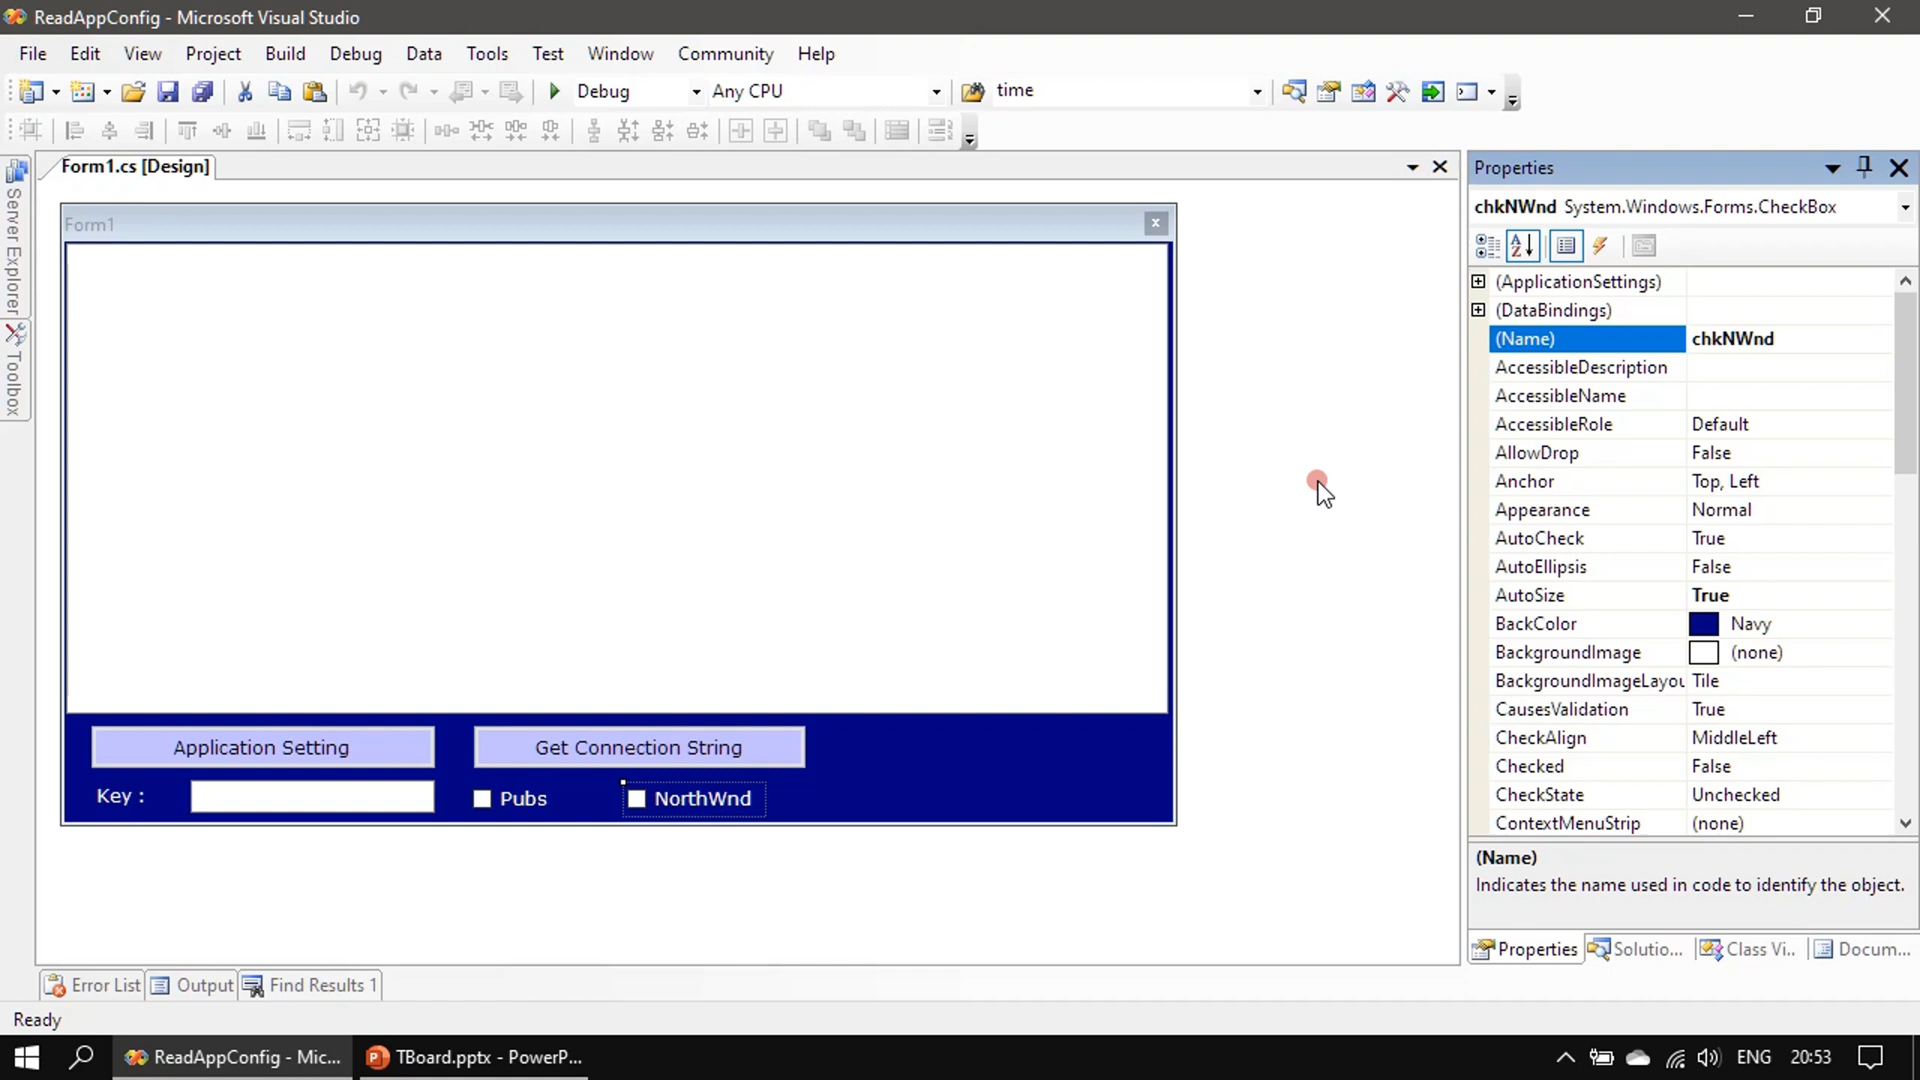 ReadAppConfig - Microsoft Visual Studio
File Edit View Project Build Debug Data Tools Test Window Community Help
Debug Any CPU time
Form1.cs [Design]
Server Explorer
Toolbox
Form1
Application Setting Get Connection String
Key : Pubs NorthWnd
Properties
chkNWnd System.Windows.Forms.CheckBox
(ApplicationSettings)
(DataBindings)
(Name) chkNWnd
AccessibleDescription
AccessibleName
AccessibleRole Default
AllowDrop False
Anchor Top, Left
Appearance Normal
AutoCheck True
AutoEllipsis False
AutoSize True
BackColor Navy
BackgroundImage (none)
BackgroundImageLayou Tile
CausesValidation True
CheckAlign MiddleLeft
Checked False
CheckState Unchecked
ContextMenuStrip (none)
(Name)
Indicates the name used in code to identify the object.
Properties Solutio... Class Vi.. Docum...
Error List Output Find Results 1
Ready
ReadAppConfig - Mic... TBoard.pptx - PowerP... ENG 20:53